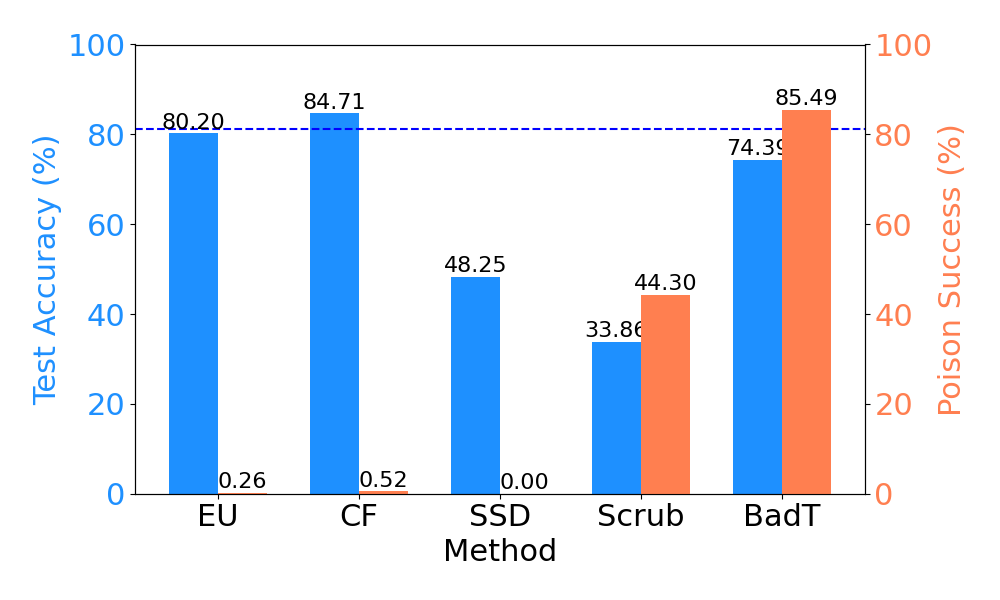 100 100
85.49
84.71
80.20
80 80
74.39
60 60
Test Accuracy (%)
Poison Success (%)
48.25
44.30
40 40
33.86
20 20
0.26 0.52 0.00
0 0
EU CF SSD Scrub BadT
Method